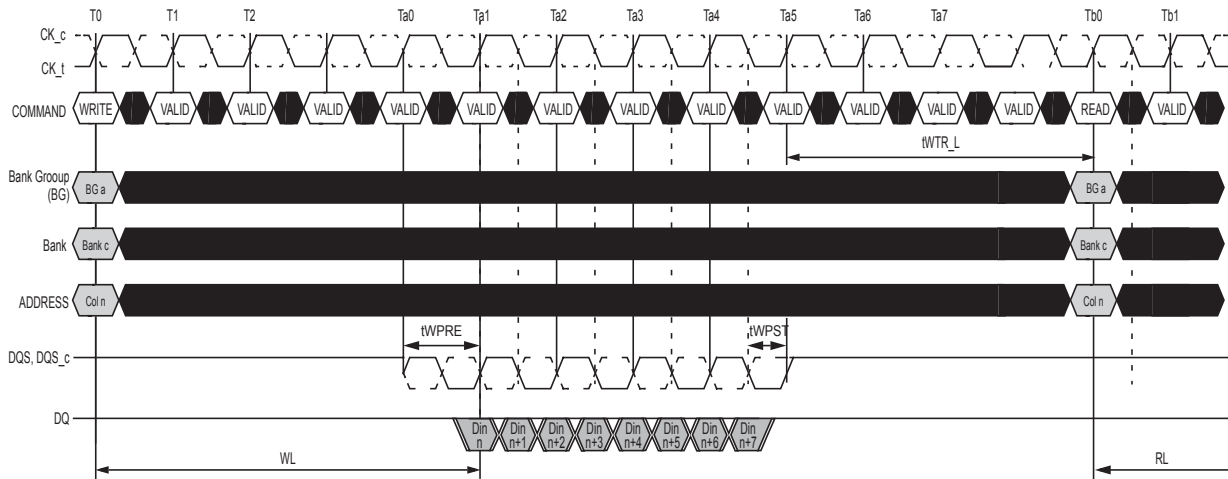 T0 T1 T2 Ta0 Ta1 Ta2 Ta3 Ta4 Ta5 Ta6 Ta7 Tb0 Tb1
CK_c
CK_t
COMMAND WRITE VALID VALID VALID VALID VALID VALID VALID VALID VALID VALID VALID VALID READ VALID
tWTR_L
Bank Grooup
(BG)
BG a BG a
Bank Bank c Bank c
ADDRESS Col n Col n
tWPRE tWPST
DQS, DQS_c
DQ
Din Din Din Din Din Din Din Din
n n+1 n+2 n+3 n+4 n+5 n+6 n+7
WL RL